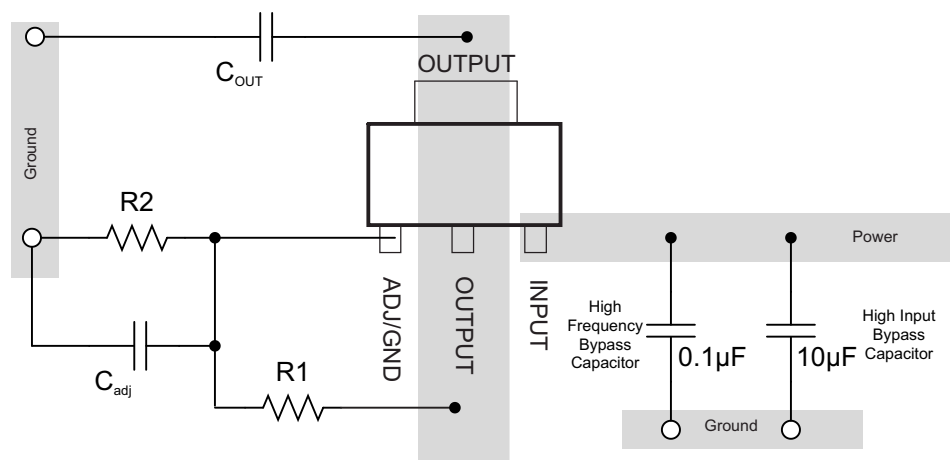 C_OUT
OUTPUT
Ground
R2
Power
ADJ/GND
OUTPUT
INPUT
High
Frequency
Bypass
Capacitor
0.1µF
10µF
High Input
Bypass
Capacitor
C_adj
R1
Ground